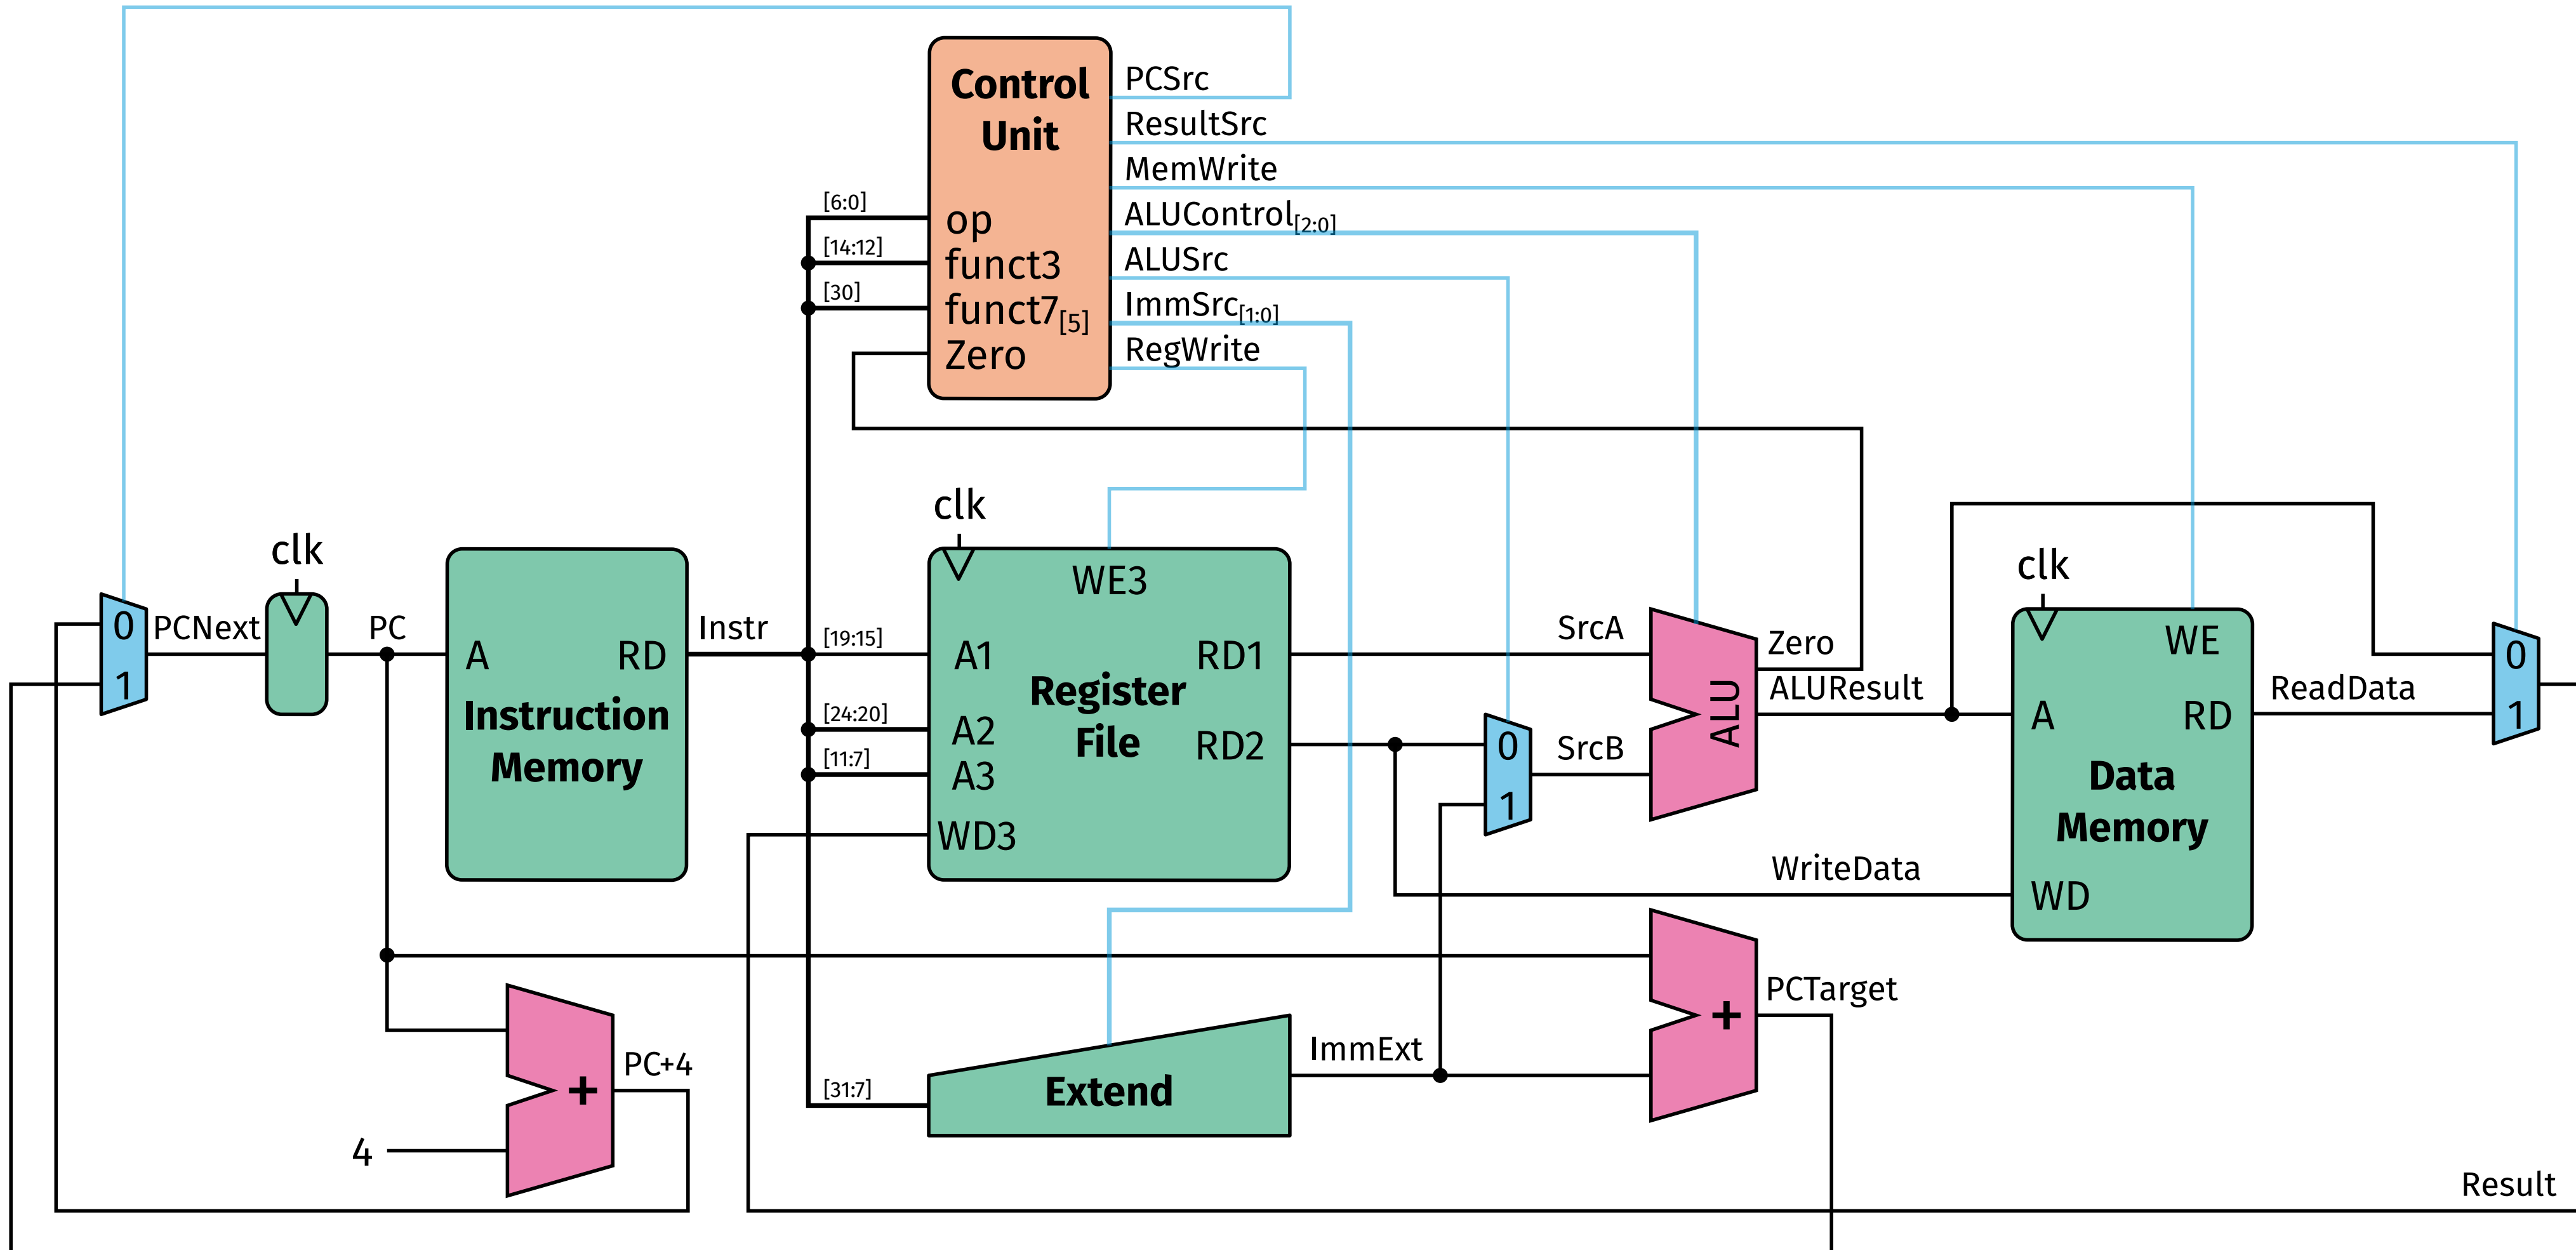 Control
Unit
PCSrc
ResultSrc
MemWrite
ALUControl[2:0]
ALUSrc
ImmSrc[1:0]
RegWrite
[6:0]
op
[14:12]
funct3
[30]
funct7[5]
Zero
clk
0
1
PCNext
PC
A
RD
Instruction
Memory
Instr
clk
WE3
[19:15]
A1
RD1
Register
File
[24:20]
A2
RD2
[11:7]
A3
WD3
SrcA
0
1
SrcB
ALU
Zero
ALUResult
clk
WE
A
RD
Data
Memory
WriteData
WD
ReadData
0
1
PC+4
+
4
[31:7]
Extend
ImmExt
+
PCTarget
Result